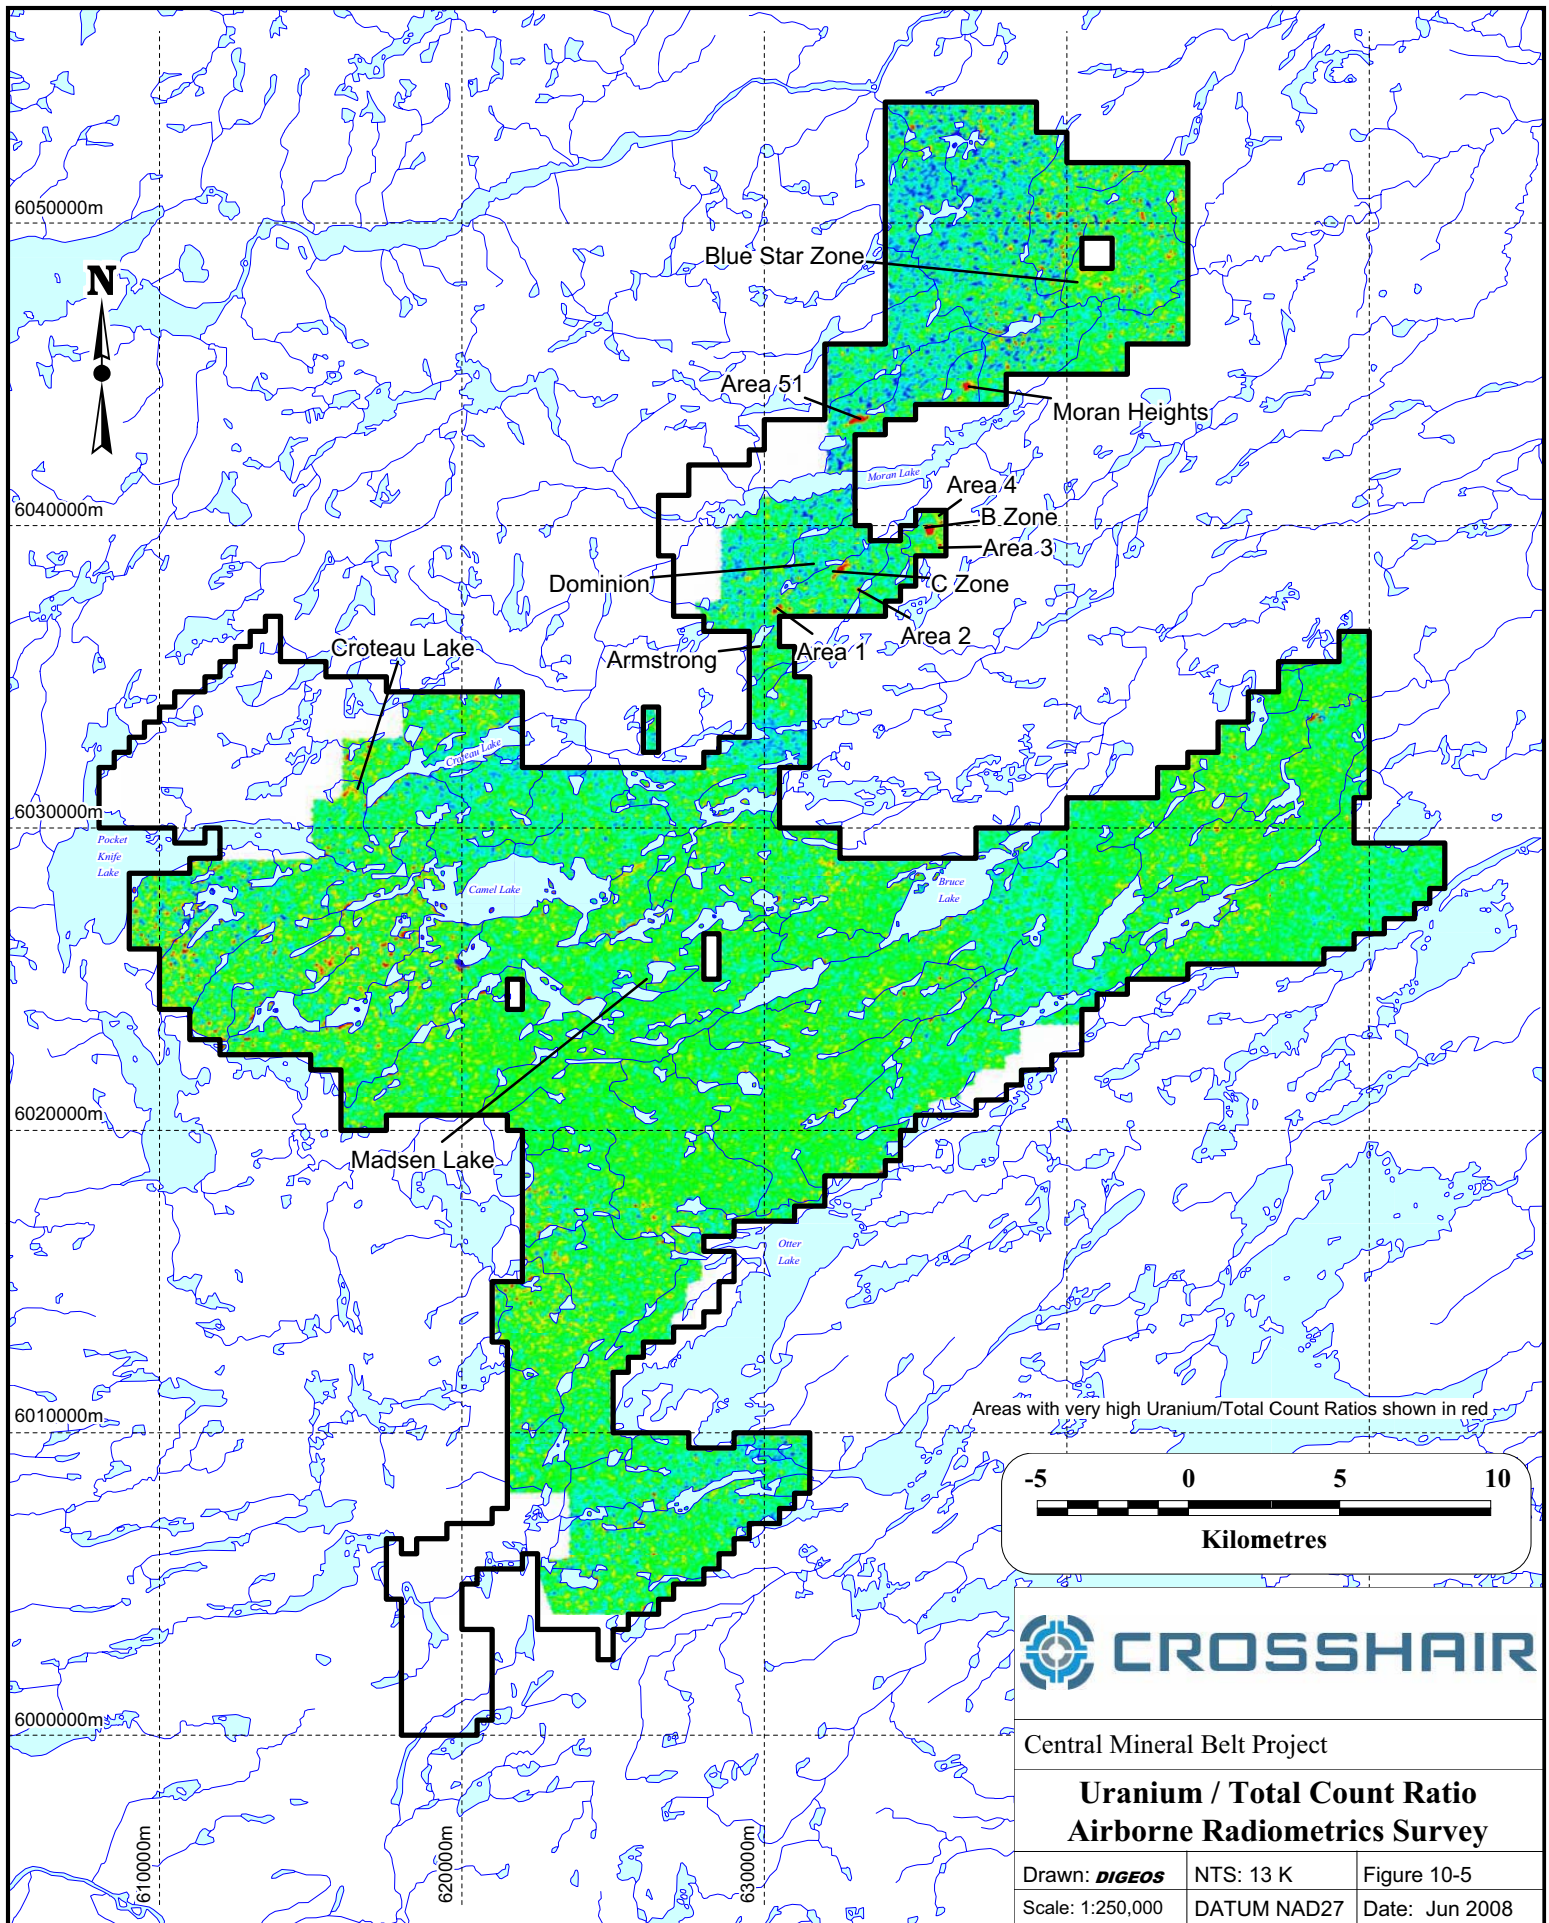 6050000m
Blue Star Zone
N
Area 51
Moran Heights
Moran Lake
Area 4
6040000m
B Zone
Area 3
Dominion
C Zone
Area 2
Croteau Lake
Armstrong
Area 1
Croteau Lake
6030000m
Pocket
Knife
Lake
Camel Lake
Bruce
Lake
6020000m
Madsen Lake
Otter
Lake
6010000m
Areas with very high Uranium/Total Count Ratios shown in red
-5 0 5 10
Kilometres
CROSSHAIR
6000000m
Central Mineral Belt Project
Uranium / Total Count Ratio
Airborne Radiometrics Survey
610000m
620000m
630000m
Drawn: DIGEOS NTS: 13 K Figure 10-5
Scale: 1:250,000 DATUM NAD27 Date: Jun 2008